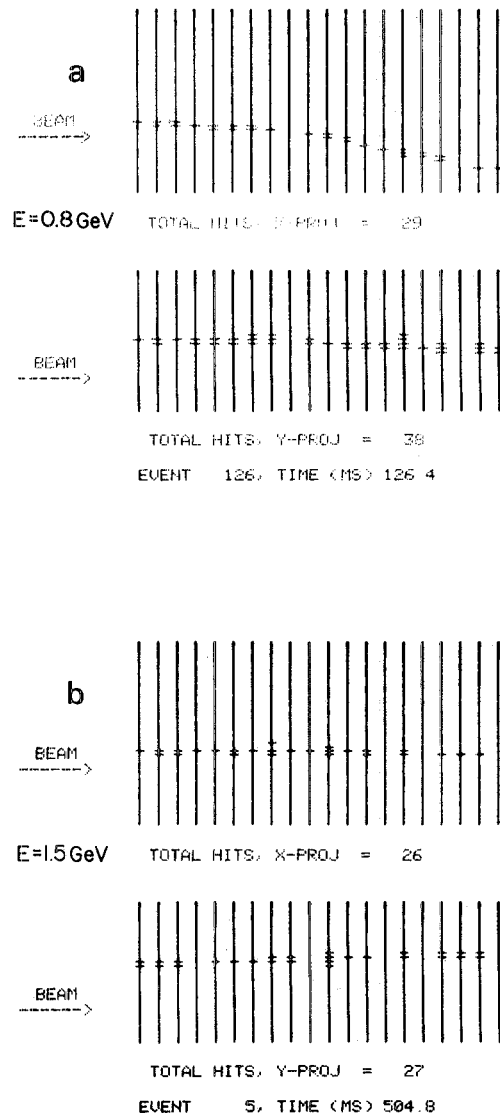 a
BEAM
E=0.8 GeV
TOTAL HITS, X-PROJ = 29
BEAM
TOTAL HITS, Y-PROJ = 38
EVENT 126, TIME (MS) 126 4
b
BEAM
E=1.5 GeV
TOTAL HITS, X-PROJ = 26
BEAM
TOTAL HITS, Y-PROJ = 27
EVENT 5, TIME (MS) 504.8